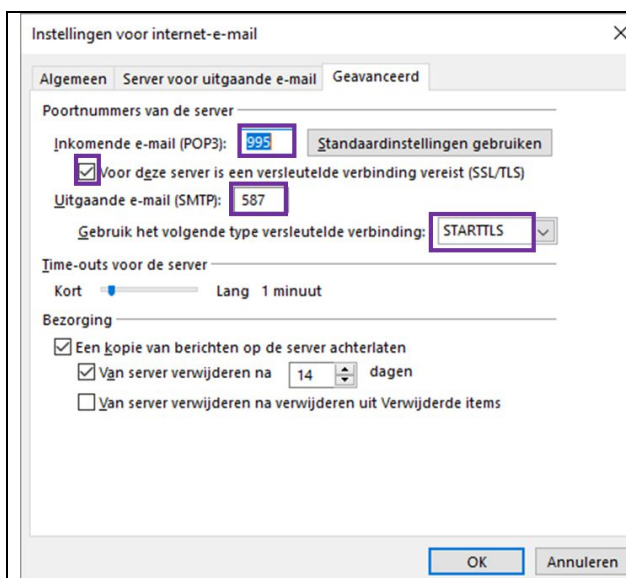 Instellingen voor internet-e-mail
Algemeen Server voor uitgaande e-mail Geavanceerd
Poortnummers van de server
Inkomende e-mail (POP3): 995 Standaardinstellingen gebruiken
Voor deze server is een versleutelde verbinding vereist (SSL/TLS)
Uitgaande e-mail (SMTP): 587
Gebruik het volgende type versleutelde verbinding: STARTTLS
Time-outs voor de server
Kort Lang 1 minuut
Bezorging
Een kopie van berichten op de server achterlaten
Van server verwijderen na 14 dagen
Van server verwijderen na verwijderen uit Verwijderde items
OK Annuleren